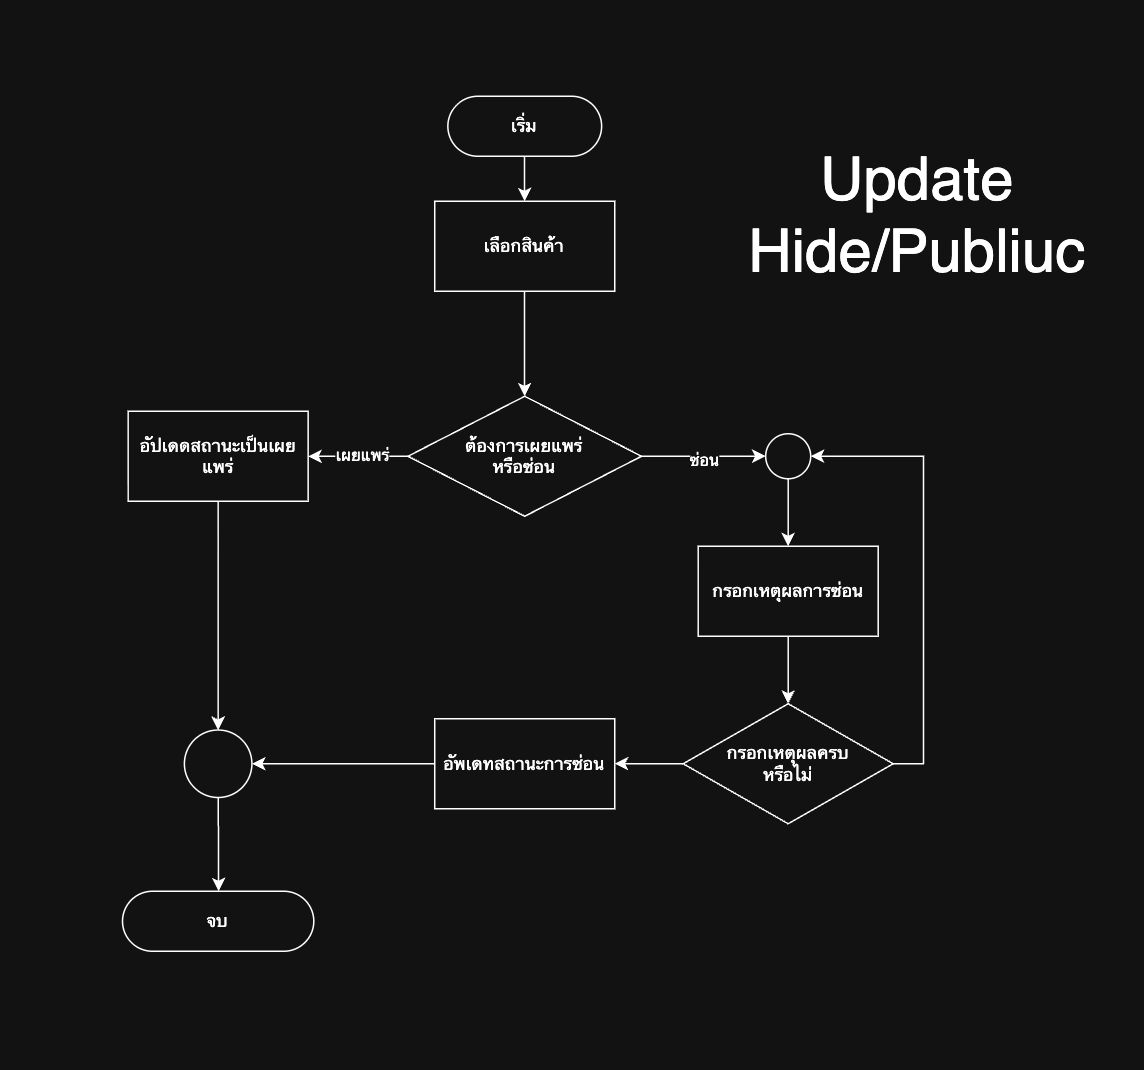 เริ่ม
Update
Hide/Publiuc
เลือกสินค้า
ต้องการเผยแพร่
หรือซ่อน
เผยแพร่
ซ่อน
อัปเดดสถานะเป็นเผย
แพร่
กรอกเหตุผลการซ่อน
กรอกเหตุผลครบ
หรือไม่
อัพเดทสถานะการซ่อน
จบ